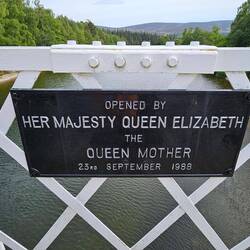 OPENED BY
HER MAJESTY QUEEN ELIZABETH
THE
QUEEN MOTHER
23RD SEPTEMBER 1988